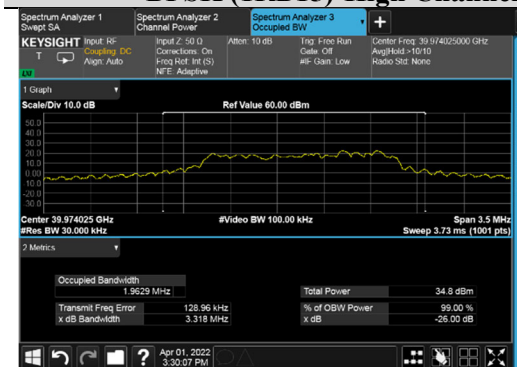 Spectrum Analyzer 1
Swept SA
Spectrum Analyzer 2
Channel Power
Spectrum Analyzer 3
Occupied BW
KEYSIGHT
T
Input: RF
Coupling: DC
Align: Auto
Input Z: 50 Ω
Corrections: On
Freq Ref: Int (S)
NFE: Adaptive
Atten: 10 dB
Trig: Free Run
Gate: Off
#IF Gain: Low
Center Freq: 39.974025000 GHz
Avg|Hold >10/10
Radio Std: None
1 Graph
Scale/Div 10.0 dB
Ref Value 60.00 dBm
50.0
40.0
30.0
20.0
10.0
0.00
10.0
20.0
30.0
Center 39.974025 GHz
#Video BW 100.00 kHz
Span 3.5 MHz
#Res BW 30.000 kHz
Sweep 3.73 ms (1001 pts)
2 Metrics
Occupied Bandwidth
1.9629 MHz
Total Power
34.8 dBm
Transmit Freq Error
128.96 kHz
% of OBW Power
99.00 %
x dB Bandwidth
3.318 MHz
x dB
-26.00 dB
?
Apr 01, 2022
3:30:07 PM